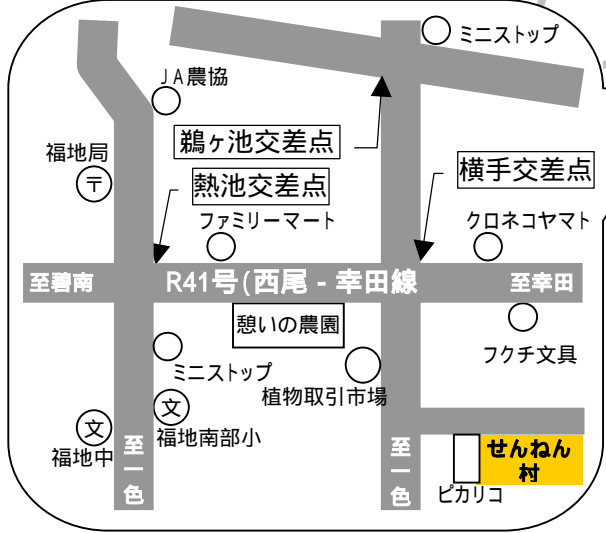 ミニストップ
JA農協
鵜ヶ池交差点
福地局
〒
熱池交差点
横手交差点
ファミリーマート
クロネコヤマト
至碧南
R41号(西尾 - 幸田線
至幸田
憩いの農園
フクチ文具
ミニストップ
植物取引市場
文
福地南部小
文
福地中
至一色
至一色
せんねん
村
ピカリコ